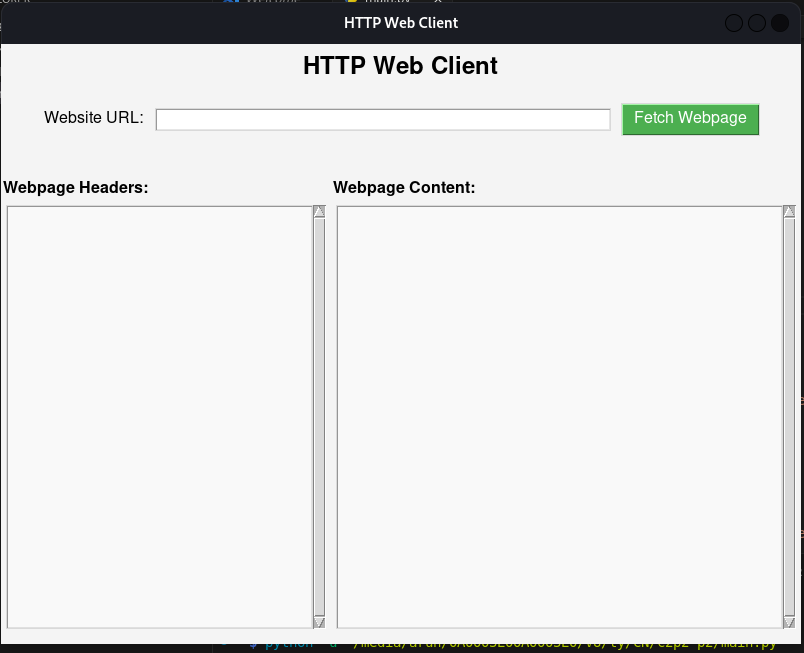 HTTP Web Client
HTTP Web Client
Website URL:
Fetch Webpage
Webpage Headers:
Webpage Content: